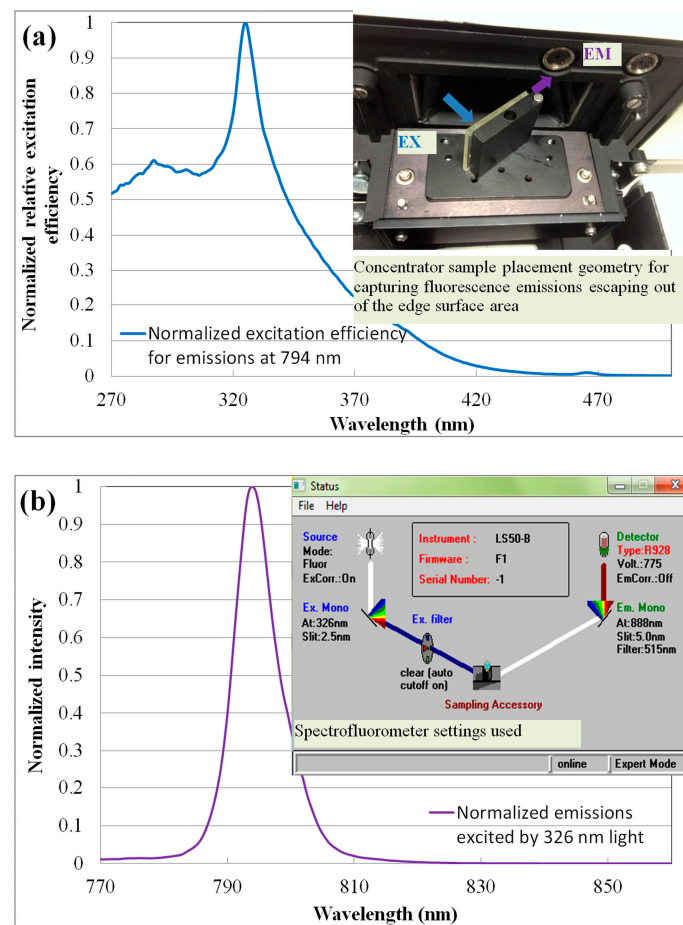 (a)
EM
EX
Concentrator sample placement geometry for
capturing fluorescence emissions escaping out
of the edge surface area
Normalized relative excitation
efficiency
1
0.9
0.8
0.7
0.6
0.5
0.4
0.3
0.2
0.1
0
Normalized excitation efficiency
for emissions at 794 nm
270
320
370
420
470
Wavelength (nm)
(b)
Normalized intensity
1
0.9
0.8
0.7
0.6
0.5
0.4
0.3
0.2
0.1
0
Status
File Help
Source
Mode:
Fluor
ExCorr.:On
Instrument : LS50-B
Firmware : F1
Serial Number: -1
Detector
Type:R928
Volt.:775
EmCorr.:Off
Ex. Mono
At:326nm
Slit:2.5nm
Ex. filter
clear (auto
cutoff on)
Em. Mono
At:888nm
Slit:5.0nm
Filter:515nm
Sampling Accessory
Spectrofluorometer settings used
online
Expert Mode
Normalized emissions
excited by 326 nm light
770
790
810
830
850
Wavelength (nm)